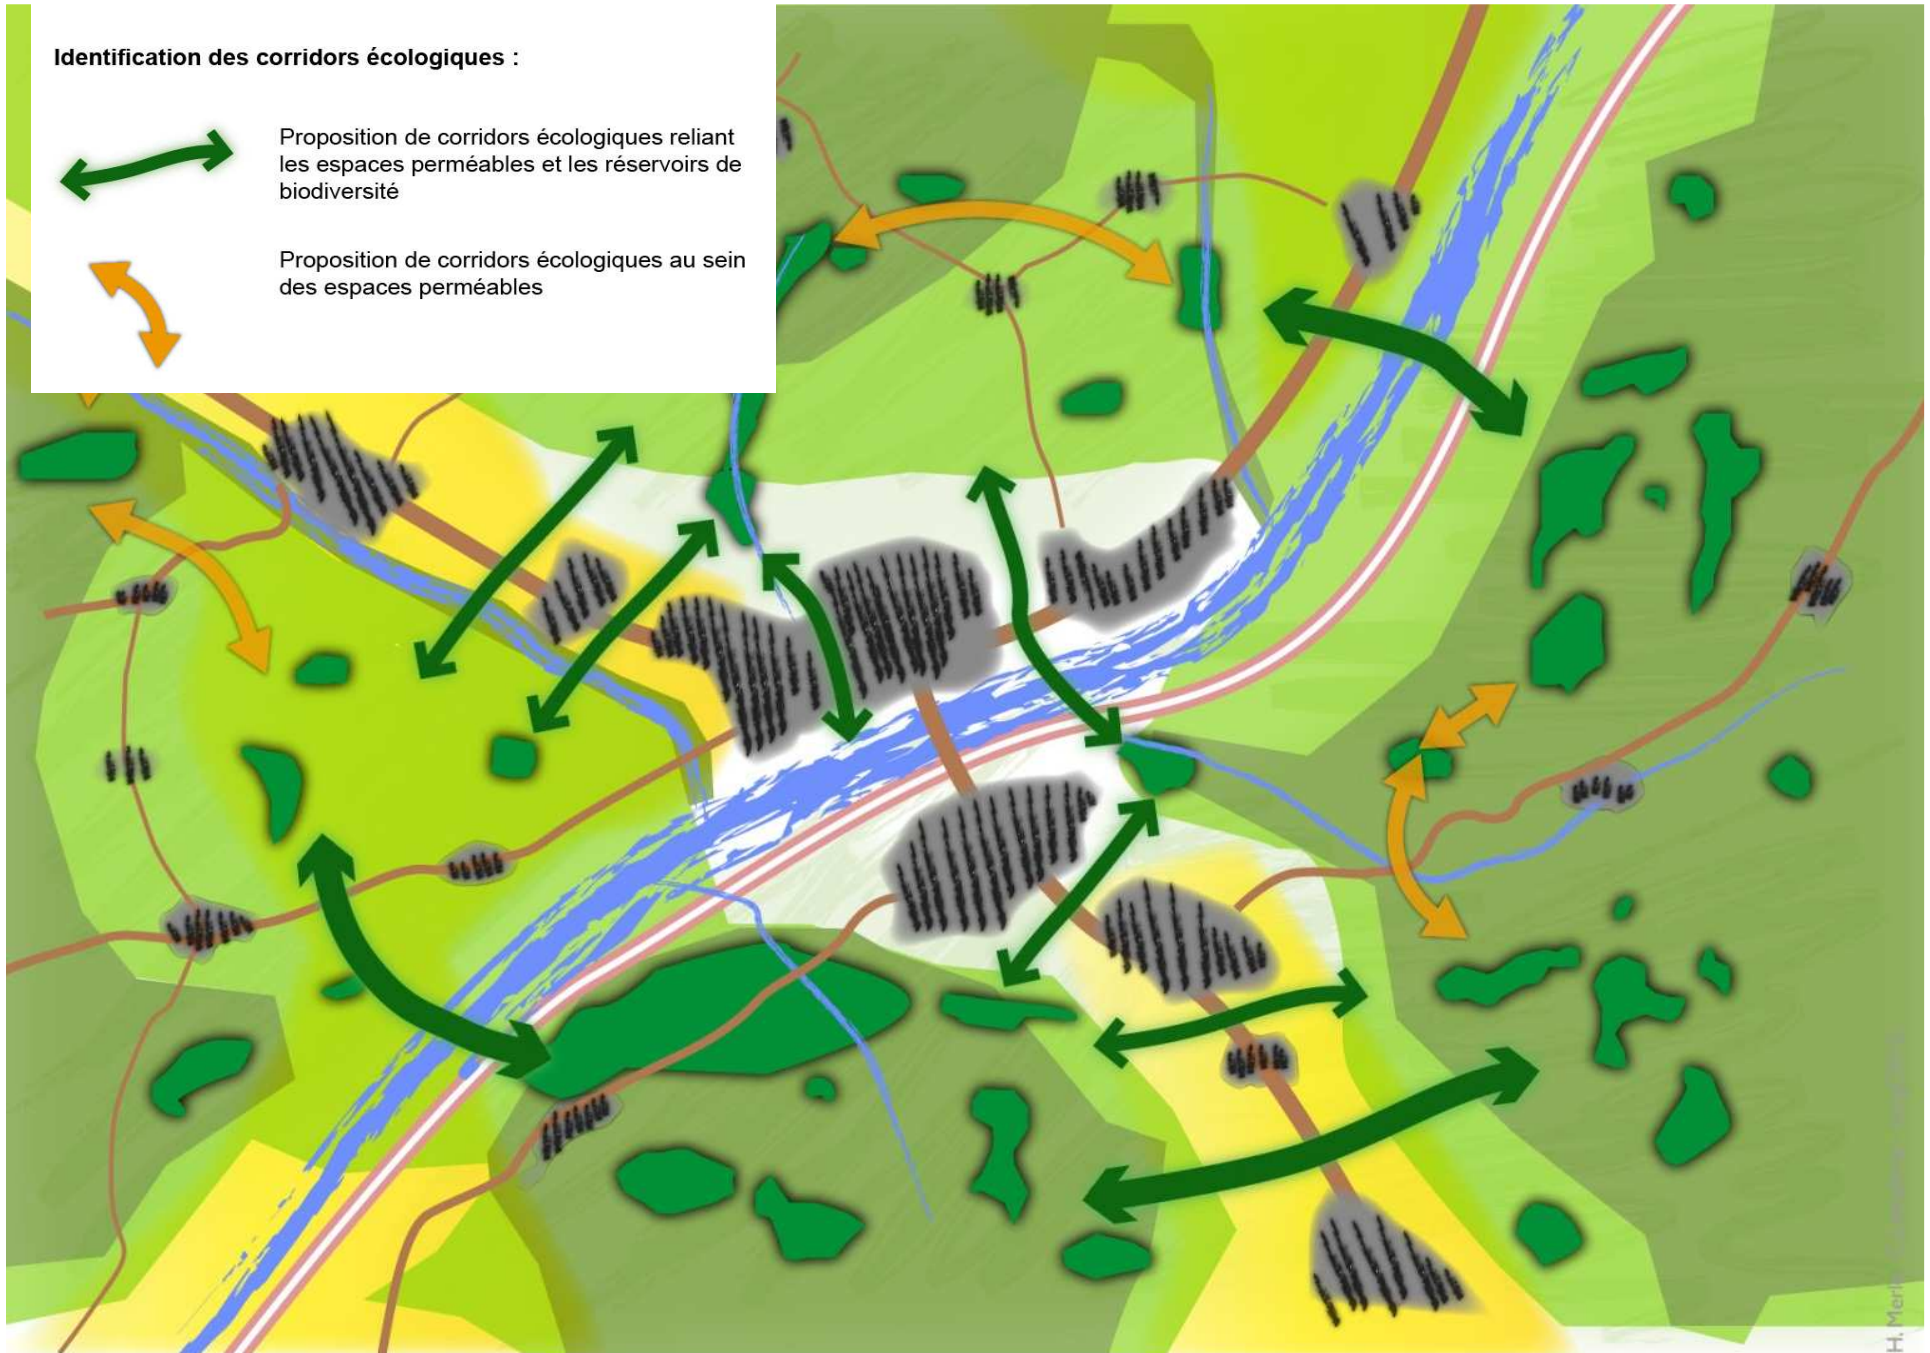 Identification des corridors écologiques :
Proposition de corridors écologiques reliant
les espaces perméables et les réservoirs de
biodiversité
Proposition de corridors écologiques au sein
des espaces perméables